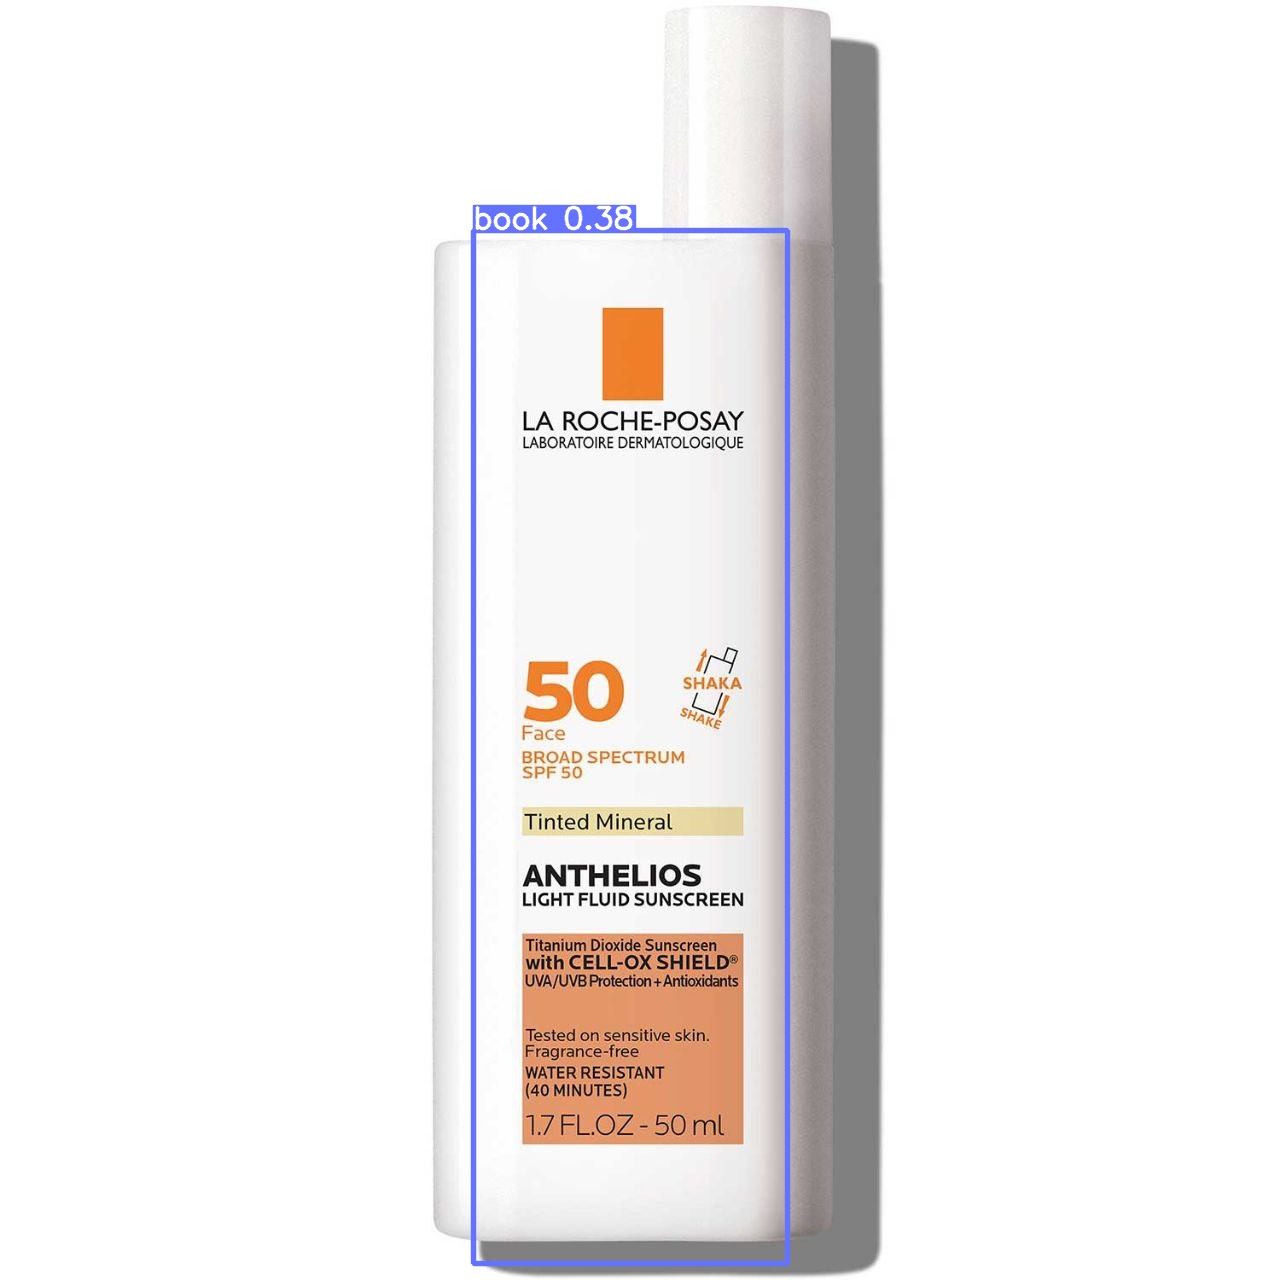 book 0.38
LA ROCHE-POSAY
LABORATOIRE DERMATOLOGIQUE
50
Face
BROAD SPECTRUM
SPF 50
SHAKA
SHAKE
Tinted Mineral
ANTHELIOS
LIGHT FLUID SUNSCREEN
Titanium Dioxide Sunscreen
with CELL-OX SHIELD®
UVA/UVB Protection + Antioxidants
Tested on sensitive skin.
Fragrance-free
WATER RESISTANT
(40 MINUTES)
1.7 FL.OZ - 50 ml